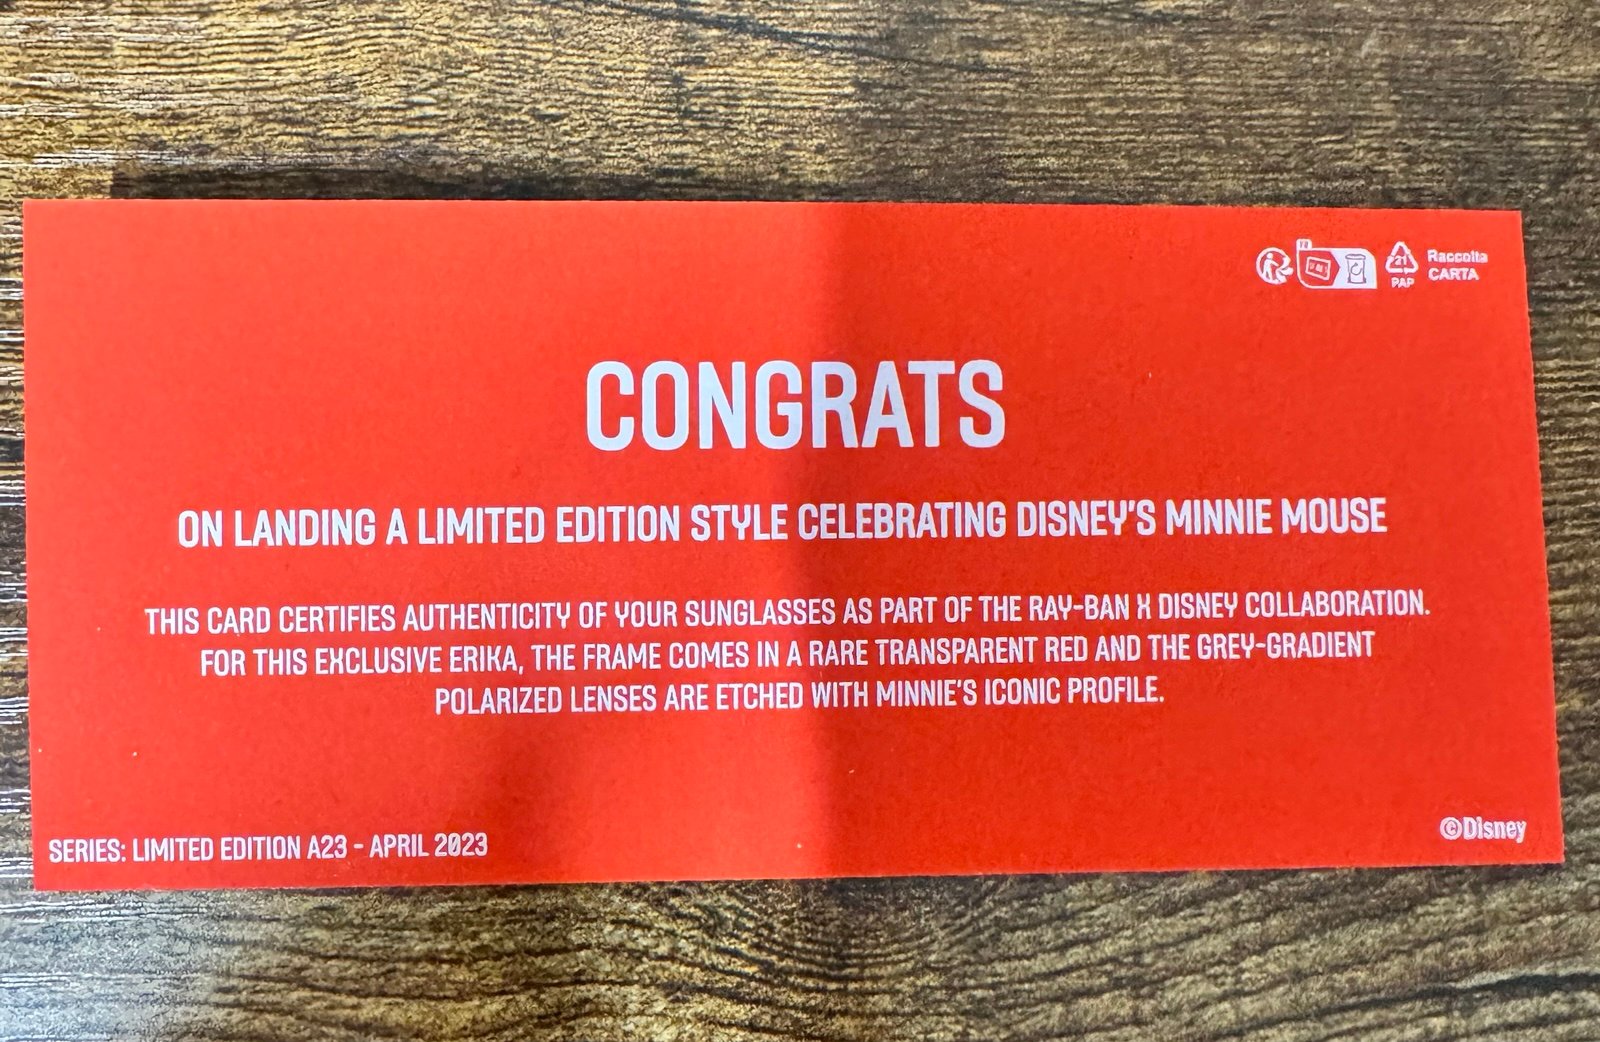 21
PAP
Raccolta
CARTA
CONGRATS
ON LANDING A LIMITED EDITION STYLE CELEBRATING DISNEY'S MINNIE MOUSE
THIS CARD CERTIFIES AUTHENTICITY OF YOUR SUNGLASSES AS PART OF THE RAY-BAN X DISNEY COLLABORATION.
FOR THIS EXCLUSIVE ERIKA, THE FRAME COMES IN A RARE TRANSPARENT RED AND THE GREY-GRADIENT
POLARIZED LENSES ARE ETCHED WITH MINNIE'S ICONIC PROFILE.
SERIES: LIMITED EDITION A23 - APRIL 2023
©Disney